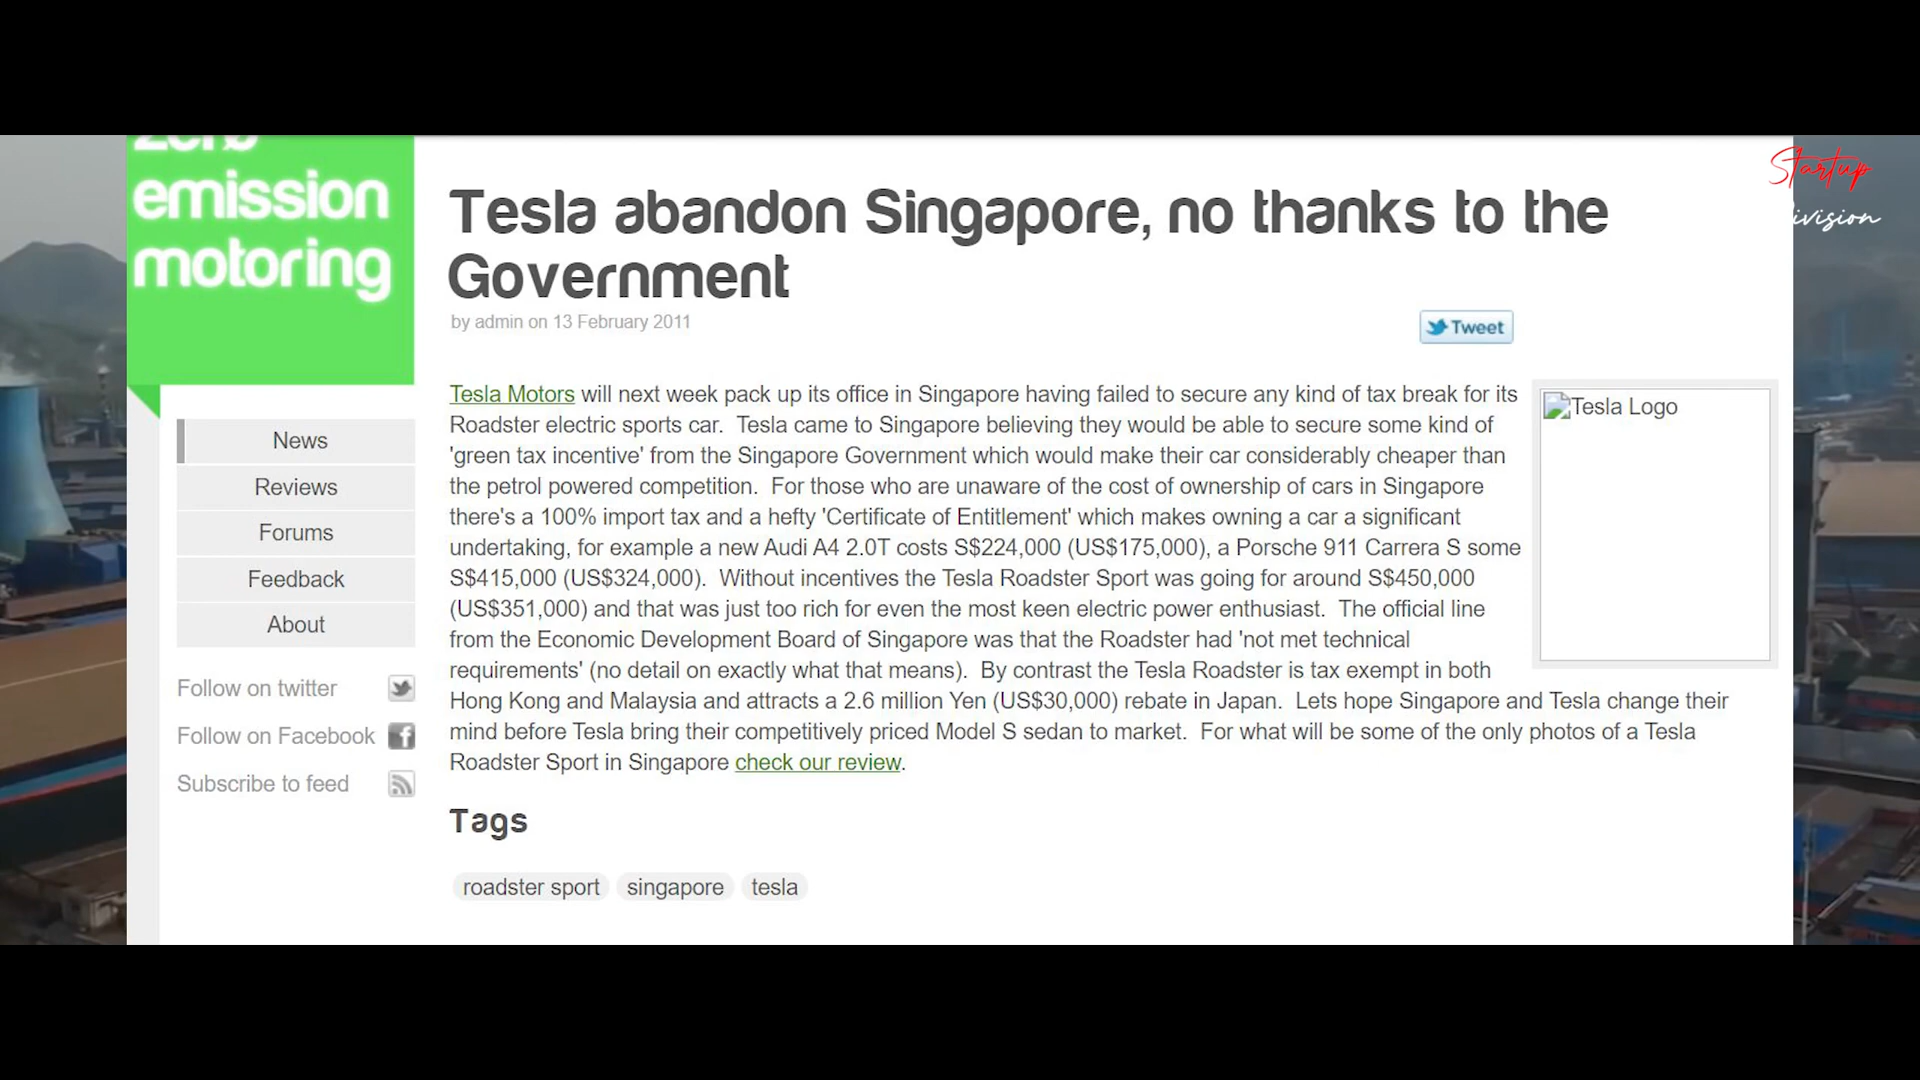 zero
emission
motoring
Startup
ivision
Tesla abandon Singapore, no thanks to the
Government
by admin on 13 February 2011
Tweet
Tesla Motors will next week pack up its office in Singapore having failed to secure any kind of tax break for its
Roadster electric sports car.  Tesla came to Singapore believing they would be able to secure some kind of
'green tax incentive' from the Singapore Government which would make their car considerably cheaper than
the petrol powered competition.  For those who are unaware of the cost of ownership of cars in Singapore
there's a 100% import tax and a hefty 'Certificate of Entitlement' which makes owning a car a significant
undertaking, for example a new Audi A4 2.0T costs S$224,000 (US$175,000), a Porsche 911 Carrera S some
S$415,000 (US$324,000).  Without incentives the Tesla Roadster Sport was going for around S$450,000
(US$351,000) and that was just too rich for even the most keen electric power enthusiast.  The official line
from the Economic Development Board of Singapore was that the Roadster had 'not met technical
requirements' (no detail on exactly what that means).  By contrast the Tesla Roadster is tax exempt in both
Hong Kong and Malaysia and attracts a 2.6 million Yen (US$30,000) rebate in Japan.  Lets hope Singapore and Tesla change their
mind before Tesla bring their competitively priced Model S sedan to market.  For what will be some of the only photos of a Tesla
Roadster Sport in Singapore check our review.
Tesla Logo
News
Reviews
Forums
Feedback
About
Follow on twitter
Follow on Facebook
Subscribe to feed
Tags
roadster sport
singapore
tesla